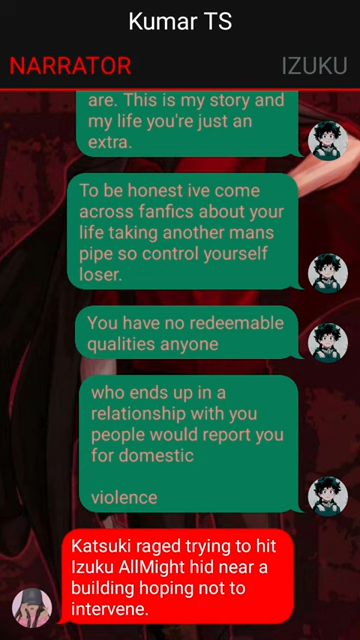 Kumar TS
NARRATOR
IZUKU
are. This is my story and
my life you're just an
extra.
To be honest ive come
across fanfics about your
life taking another mans
pipe so control yourself
loser.
You have no redeemable
qualities anyone
who ends up in a
relationship with you
people would report you
for domestic
violence
Katsuki raged trying to hit
Izuku AllMight hid near a
building hoping not to
intervene.